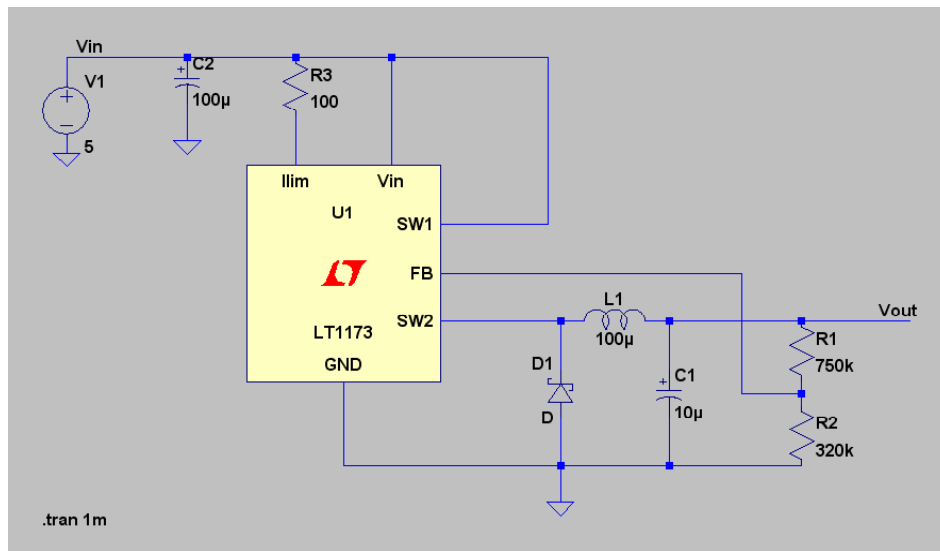 Vin
C2
V1
100µ
R3
100
5
Ilim
Vin
U1
SW1
FB
L1
SW2
Vout
100µ
LT1173
R1
D1
C1
750k
GND
D
10µ
R2
320k
.tran 1m